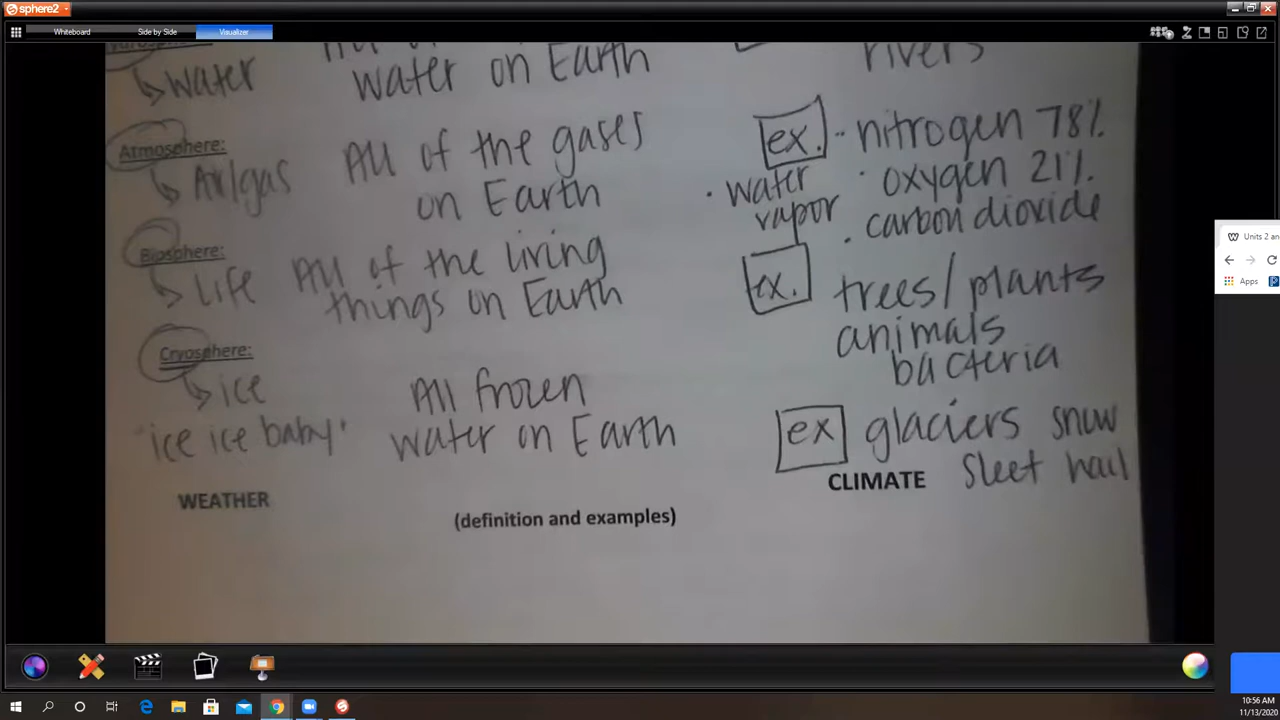 sphere2
Whiteboard Side by Side Visualizer
water on Earth rivers
water
Atmosphere: All of the gases ex. nitrogen 78%
Air/gas on Earth · water vapor · oxygen 21%
· carbon dioxide
Biosphere: All of the living ex. trees/plants
Life things on Earth animals
bacteria
Cryosphere:
ice All frozen ex glaciers snow
"ice ice baby" water on Earth sleet hail
WEATHER CLIMATE
(definition and examples)
Units 2 an
Apps
10:56 AM
11/13/2020